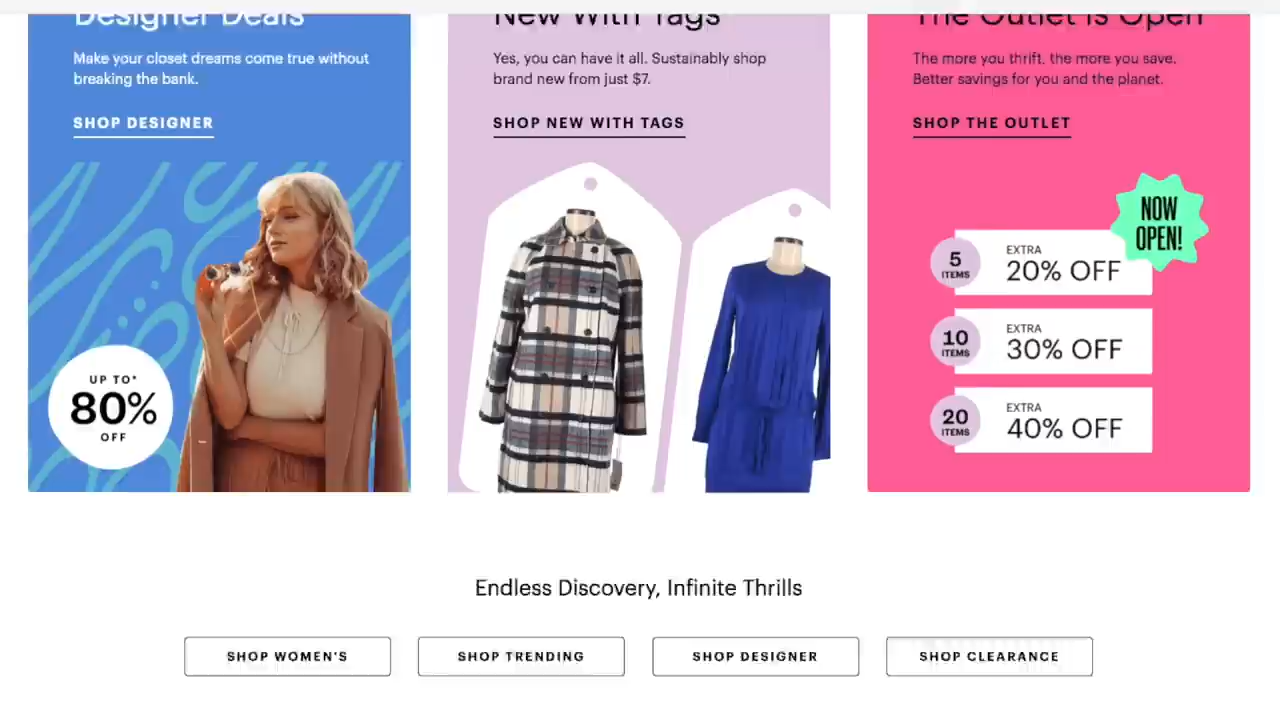 Designer Deals
Make your closet dreams come true without
breaking the bank.
SHOP DESIGNER
UP TO*
80%
OFF
New With Tags
Yes, you can have it all. Sustainably shop
brand new from just $7.
SHOP NEW WITH TAGS
The Outlet is Open
The more you thrift, the more you save.
Better savings for you and the planet.
SHOP THE OUTLET
NOW
OPEN!
5
ITEMS
EXTRA
20% OFF
10
ITEMS
EXTRA
30% OFF
20
ITEMS
EXTRA
40% OFF
Endless Discovery, Infinite Thrills
SHOP WOMEN'S
SHOP TRENDING
SHOP DESIGNER
SHOP CLEARANCE